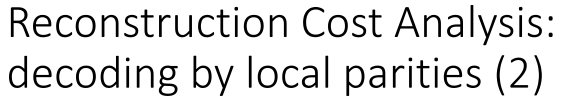 Reconstruction Cost Analysis:
decoding by local parities (2)